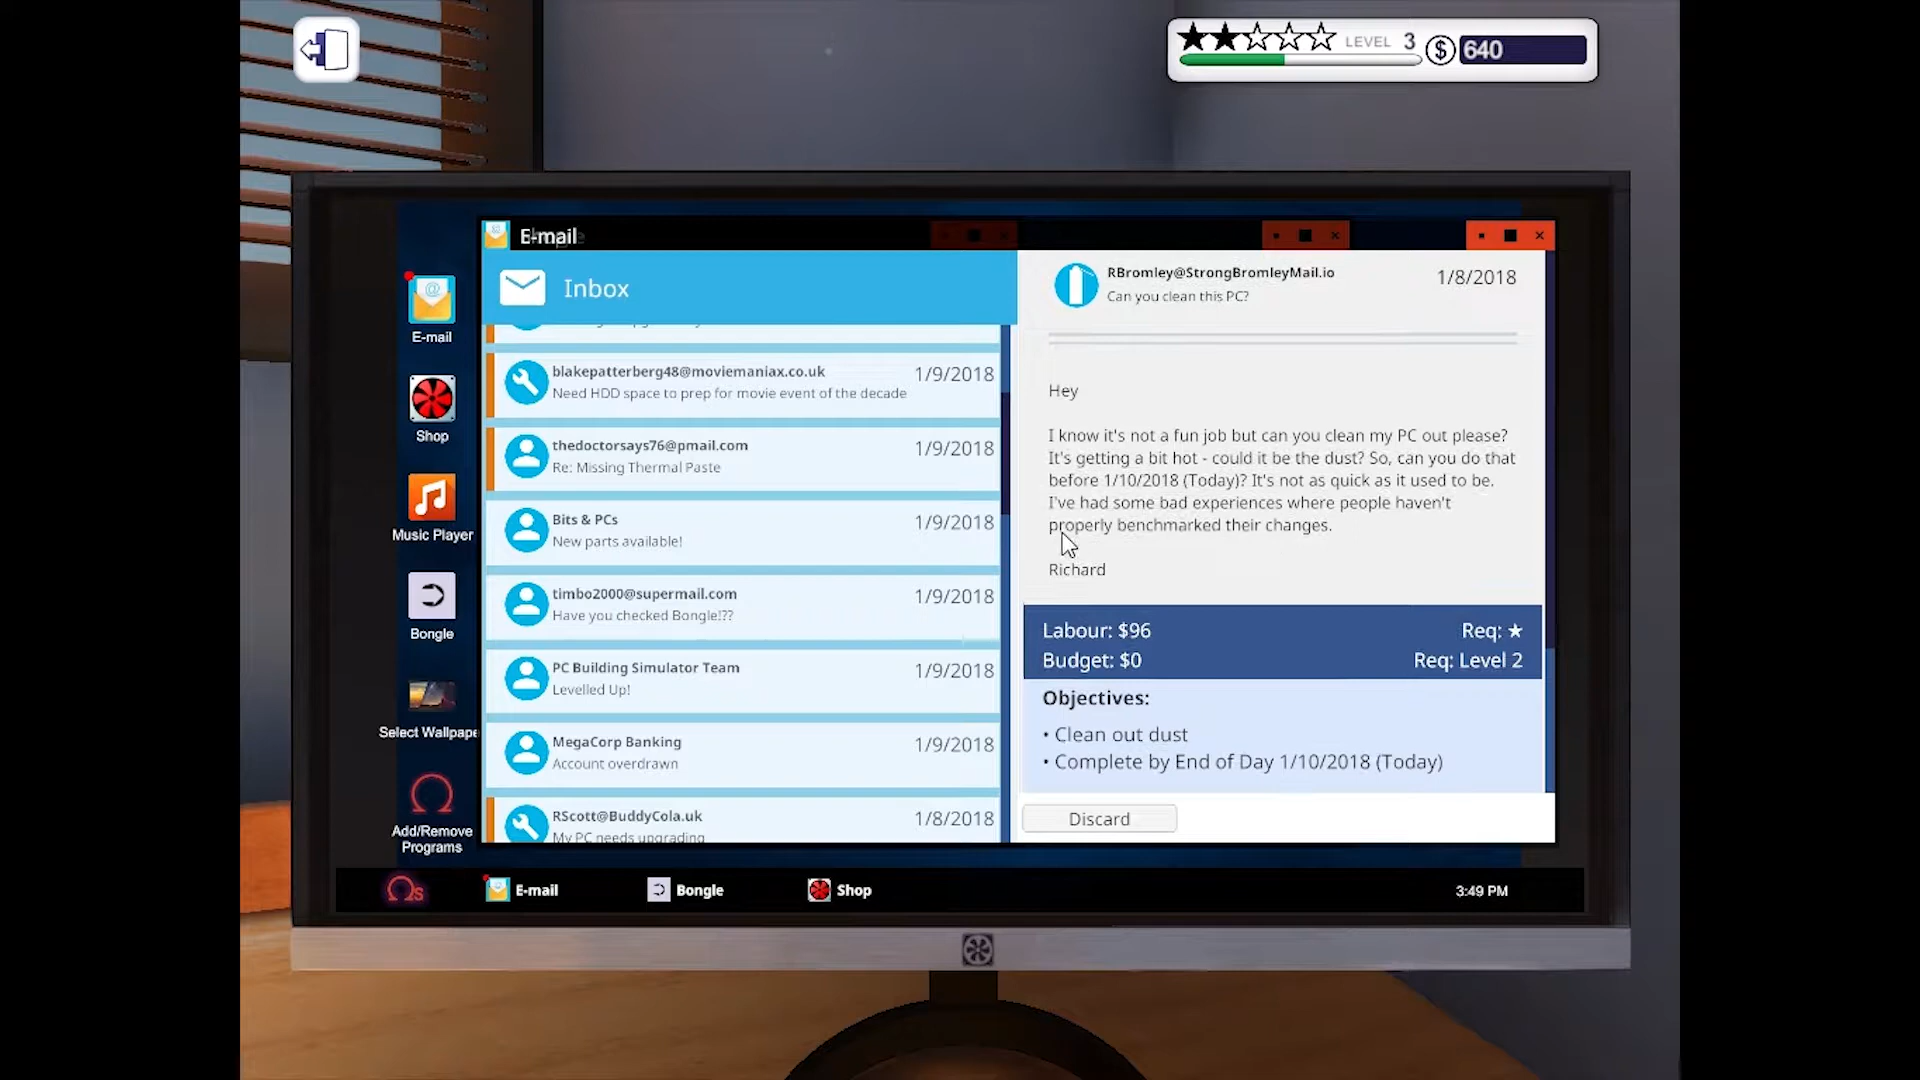 LEVEL 3
640
E-mail
Inbox
blakepatterberg48@moviemaniax.co.uk
1/9/2018
Need HDD space to prep for movie event of the decade
thedoctorsays76@pmail.com
1/9/2018
Re: Missing Thermal Paste
Bits & PCs
1/9/2018
New parts available!
timbo2000@supermail.com
1/9/2018
Have you checked Bongle!??
PC Building Simulator Team
1/9/2018
Levelled Up!
MegaCorp Banking
1/9/2018
Account overdrawn
RScott@BuddyCola.uk
1/8/2018
My PC needs upgrading
RBromley@StrongBromleyMail.io
1/8/2018
Can you clean this PC?
Hey
I know it's not a fun job but can you clean my PC out please?
It's getting a bit hot - could it be the dust? So, can you do that
before 1/10/2018 (Today)? It's not as quick as it used to be.
I've had some bad experiences where people haven't
properly benchmarked their changes.
Richard
Labour: $96
Req: ★
Budget: $0
Req: Level 2
Objectives:
• Clean out dust
• Complete by End of Day 1/10/2018 (Today)
Discard
E-mail
Shop
Music Player
Bongle
Select Wallpape
Add/Remove
Programs
E-mail
Bongle
Shop
3:49 PM